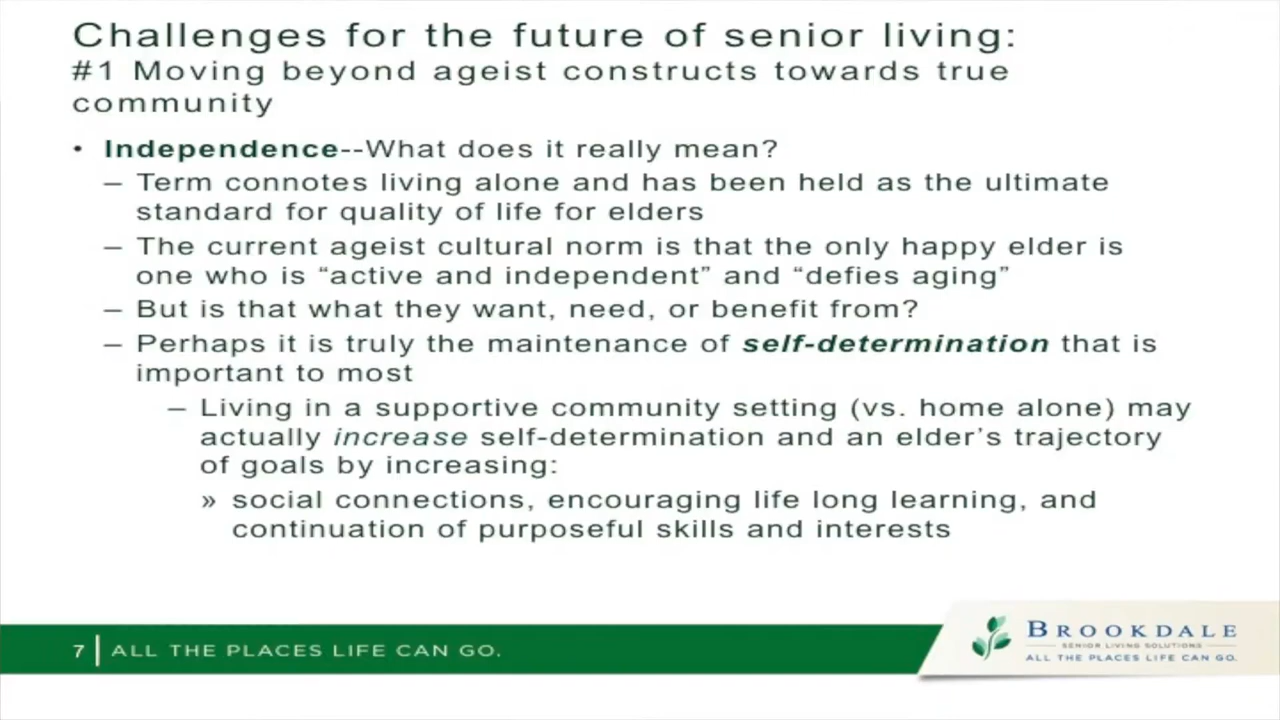 Challenges for the future of senior living:
#1 Moving beyond ageist constructs towards true
community
• Independence--What does it really mean?
– Term connotes living alone and has been held as the ultimate
standard for quality of life for elders
– The current ageist cultural norm is that the only happy elder is
one who is “active and independent” and “defies aging”
– But is that what they want, need, or benefit from?
– Perhaps it is truly the maintenance of self-determination that is
important to most
– Living in a supportive community setting (vs. home alone) may
actually increase self-determination and an elder’s trajectory
of goals by increasing:
» social connections, encouraging life long learning, and
continuation of purposeful skills and interests
7 | ALL THE PLACES LIFE CAN GO.
BROOKDALE
SENIOR LIVING SOLUTIONS
ALL THE PLACES LIFE CAN GO.